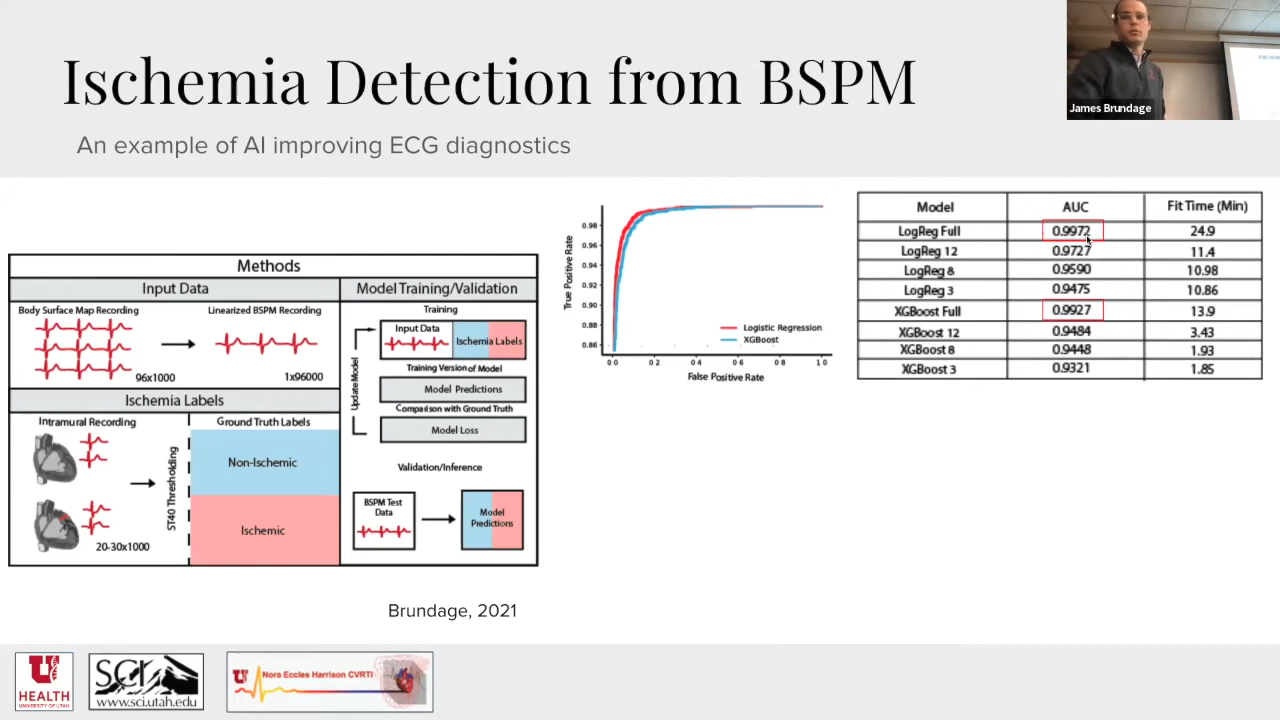 Ischemia Detection from BSPM
An example of AI improving ECG diagnostics
James Brundage
Methods
Input Data
Body Surface Map Recording
Linearized BSPM Recording
96x1000
1x96000
Ischemia Labels
Intramural Recording
Ground Truth Labels
ST40 Thresholding
Non-Ischemic
Ischemic
20-30x1000
Model Training/Validation
Training
Input Data
Ischemia Labels
Update Model
Training Version of Model
Model Predictions
Comparison with Ground Truth
Model Loss
Validation/Inference
BSPM Test
Data
Model
Predictions
True Positive Rate
0.98
0.96
0.94
0.92
0.90
0.88
0.86
Logistic Regression
XGBoost
0 0 0 2 0 4 0 6 0 8 1 0
False Positive Rate
Model AUC Fit Time (Min)
LogReg Full 0.9972 24.9
LogReg 12 0.9727 11.4
LogReg 8 0.9590 10.98
LogReg 3 0.9475 10.86
XGBoost Full 0.9927 13.9
XGBoost 12 0.9484 3.43
XGBoost 8 0.9448 1.93
XGBoost 3 0.9321 1.85
Brundage, 2021
U
HEALTH
UNIVERSITY OF UTAH
SCI
www.sci.utah.edu
U
Nora Eccles Harrison CVRTI